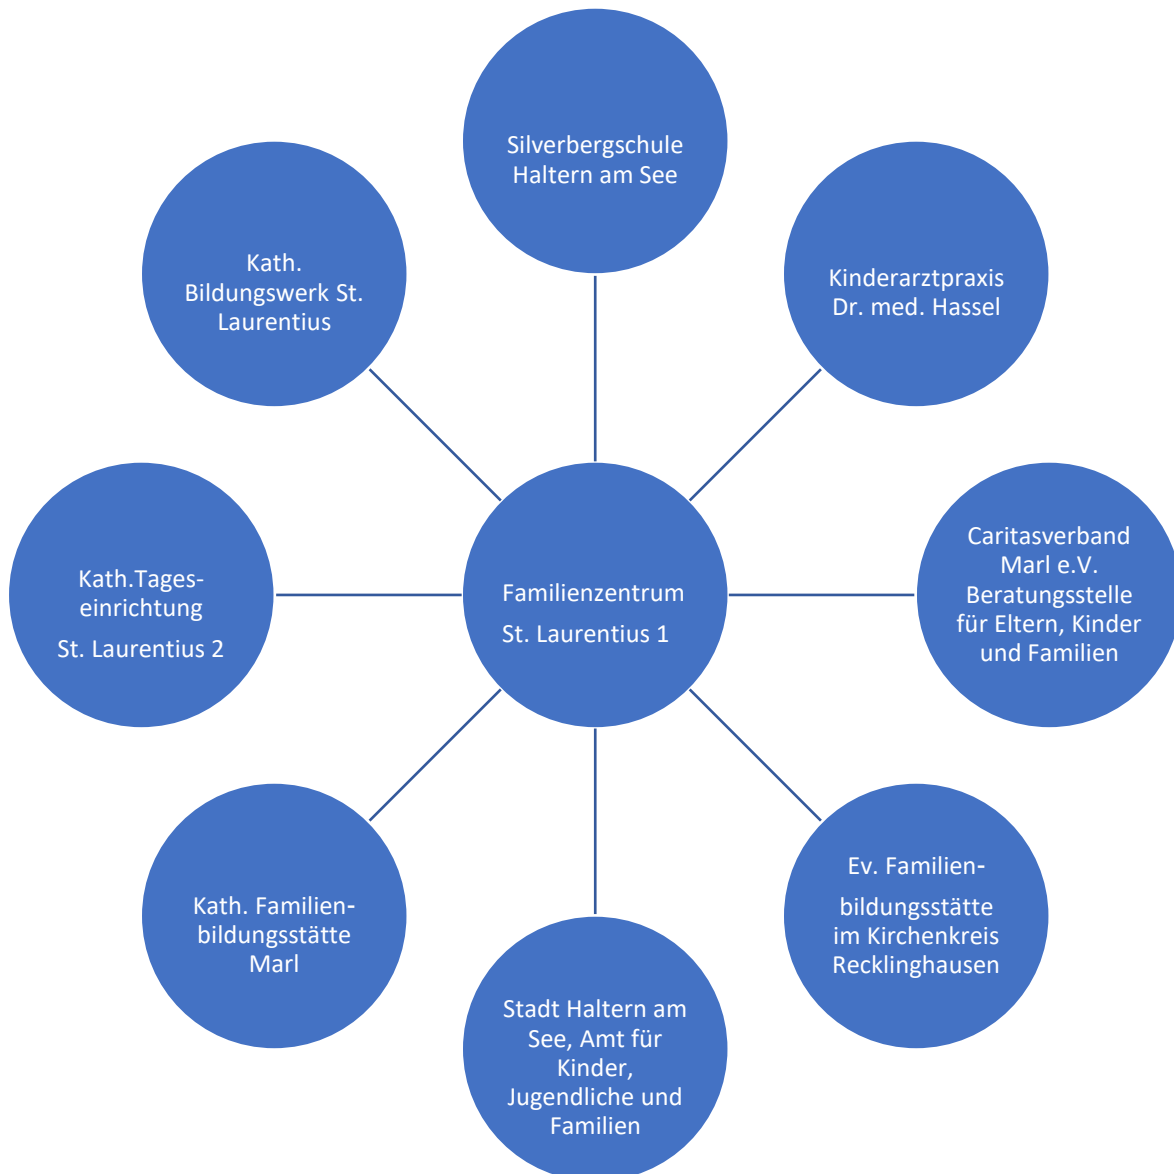 Silverbergschule
Haltern am See
Kath.
Bildungswerk St.
Laurentius
Kinderarztpraxis
Dr. med. Hassel
Kath.Tages-
einrichtung
St. Laurentius 2
Familienzentrum
St. Laurentius 1
Caritasverband
Marl e.V.
Beratungsstelle
für Eltern, Kinder
und Familien
Kath. Familien-
bildungsstätte
Marl
Ev. Familien-
bildungsstätte
im Kirchenkreis
Recklinghausen
Stadt Haltern am
See, Amt für
Kinder,
Jugendliche und
Familien